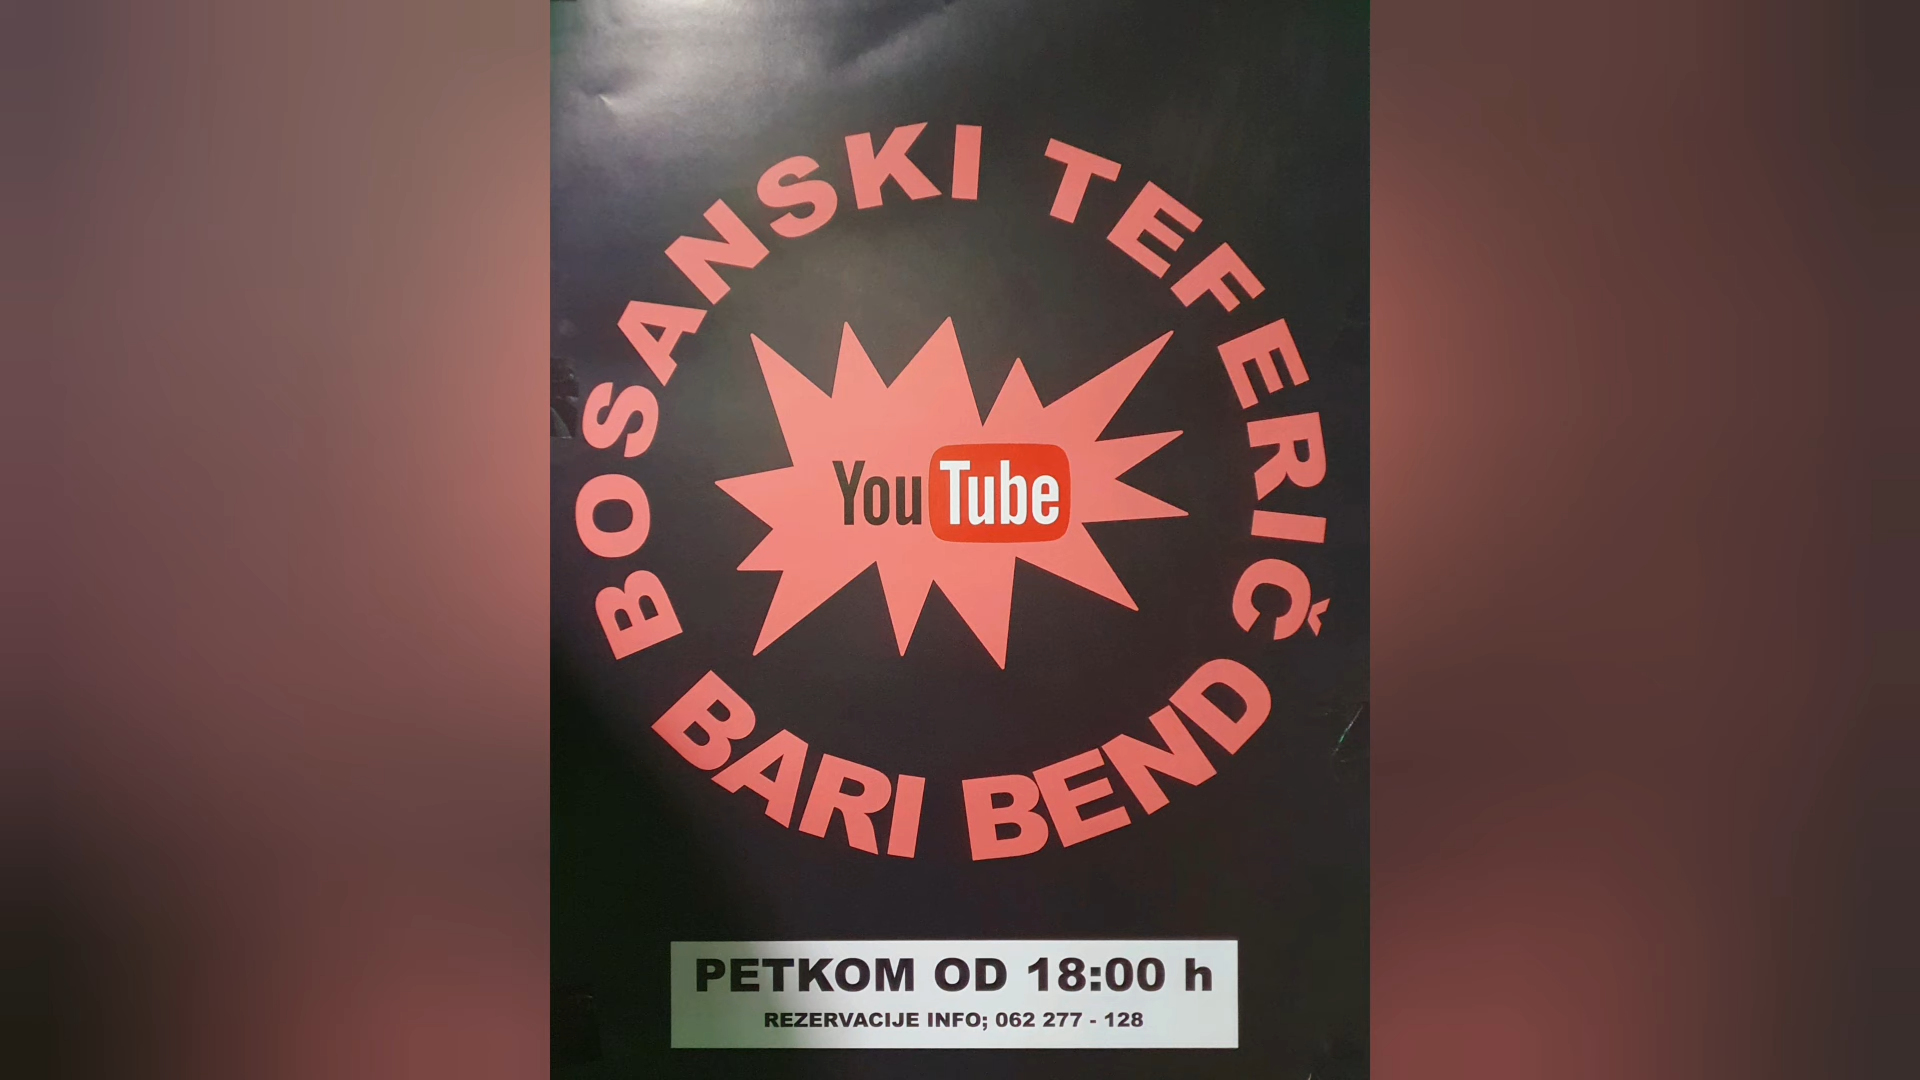 BOSANSKI TEFERIČ
YouTube
BARI BEND
PETKOM OD 18:00 h
REZERVACIJE INFO; 062 277 - 128